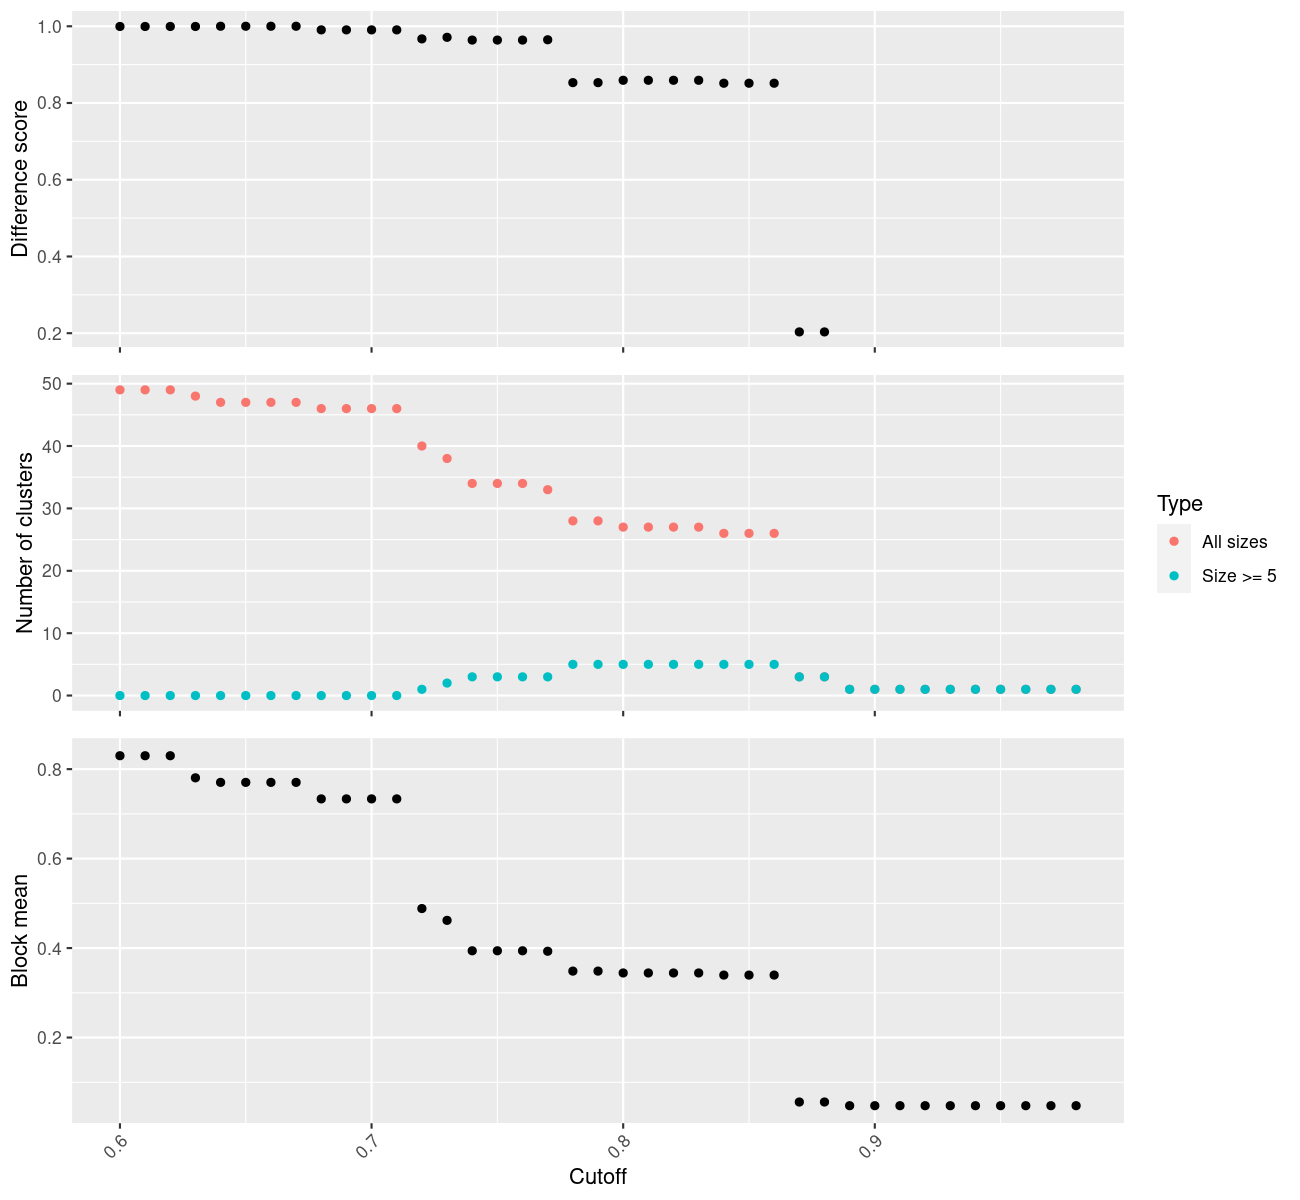 Difference score
1.0
0.8
0.6
0.4
0.2
Number of clusters
50
40
30
20
10
0
Type
All sizes
Size >= 5
Block mean
0.8
0.6
0.4
0.2
0.6
0.7
0.8
0.9
Cutoff